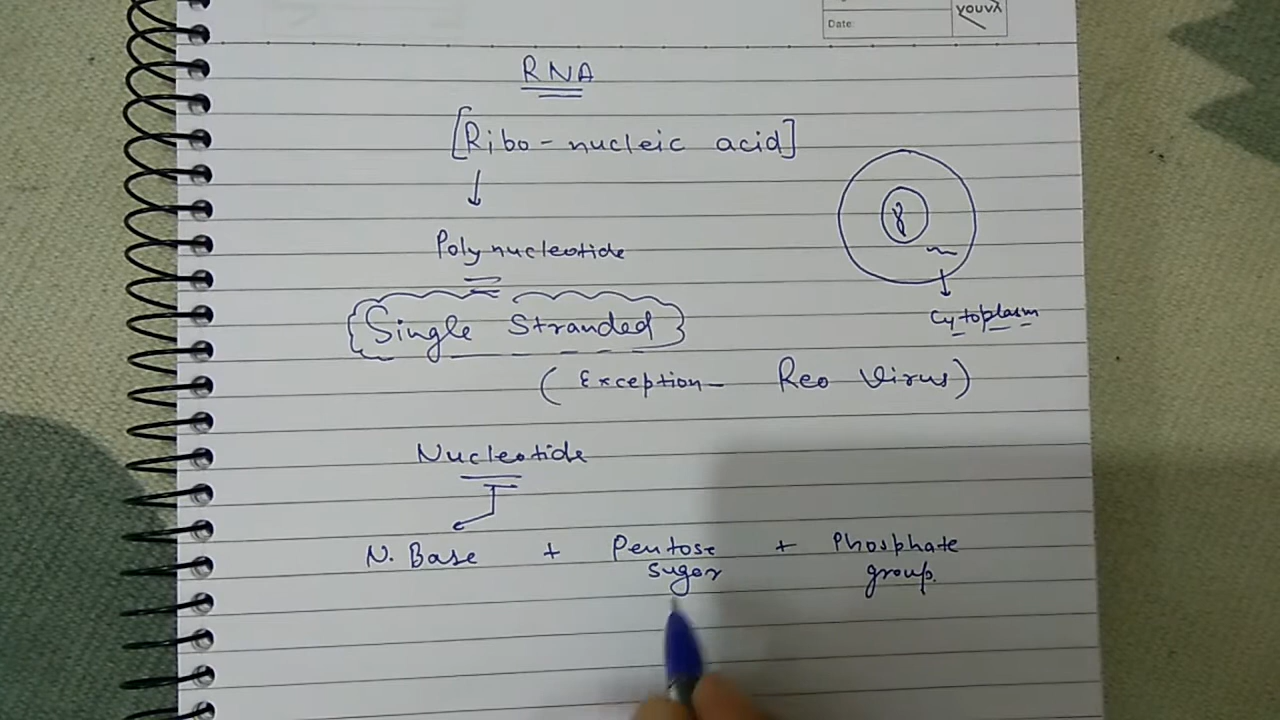 Date:
youva
RNA
[Ribo-nucleic acid]
Polynucleotide
Single Stranded
Cytoplasm
(Exception- Reo Virus)
Nucleotide
N. Base + Pentose sugar + Phosphate group.